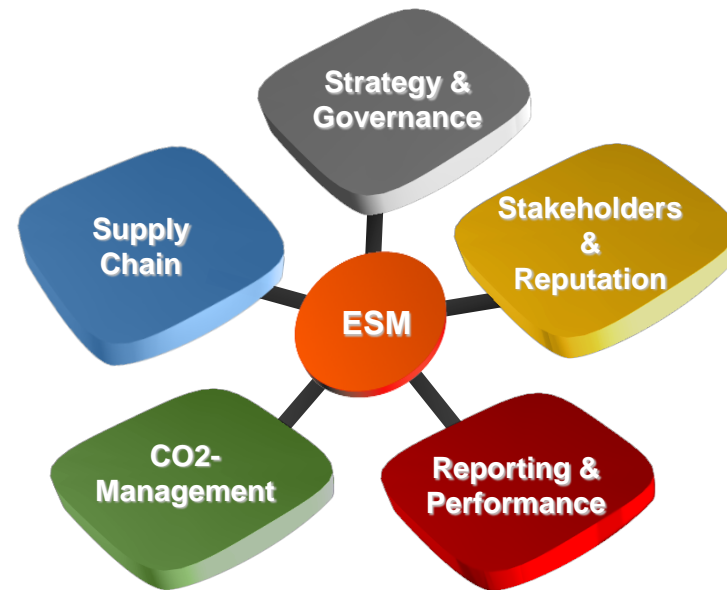 Strategy &
Governance
Stakeholders
&
Reputation
Supply
Chain
ESM
CO2-
Management
Reporting &
Performance